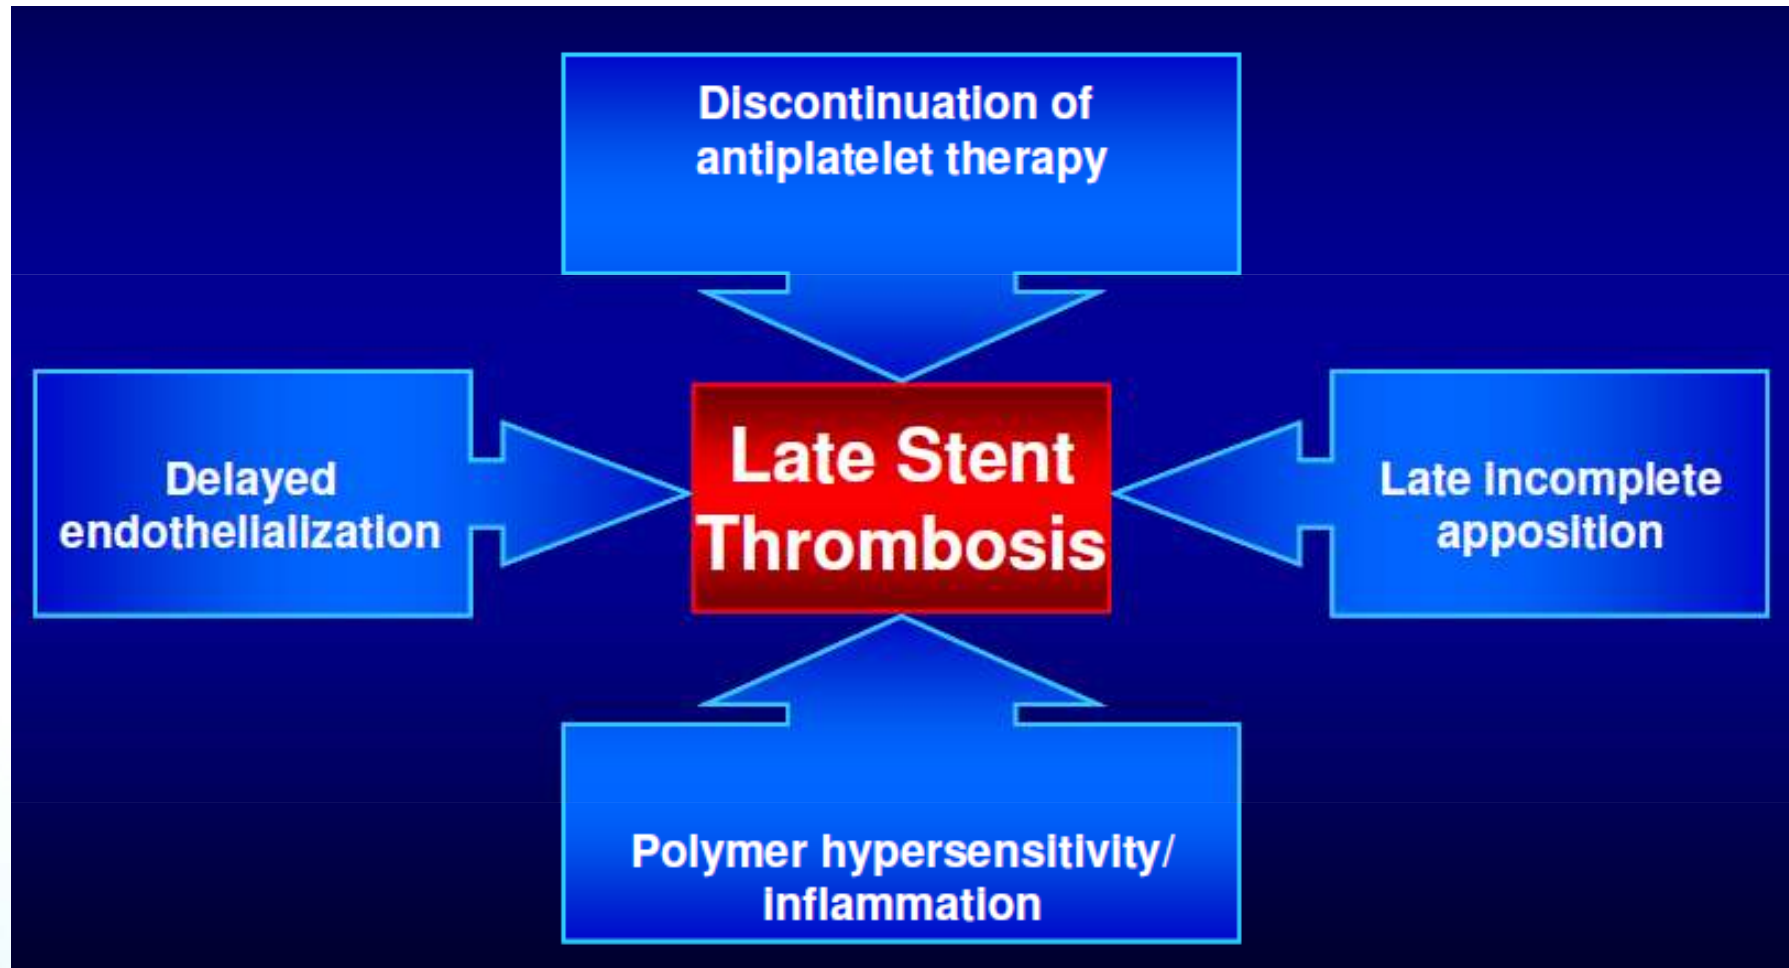 Discontinuation of
antiplatelet therapy
Delayed
endothelialization
Late Stent
Thrombosis
Late incomplete
apposition
Polymer hypersensitivity/
inflammation